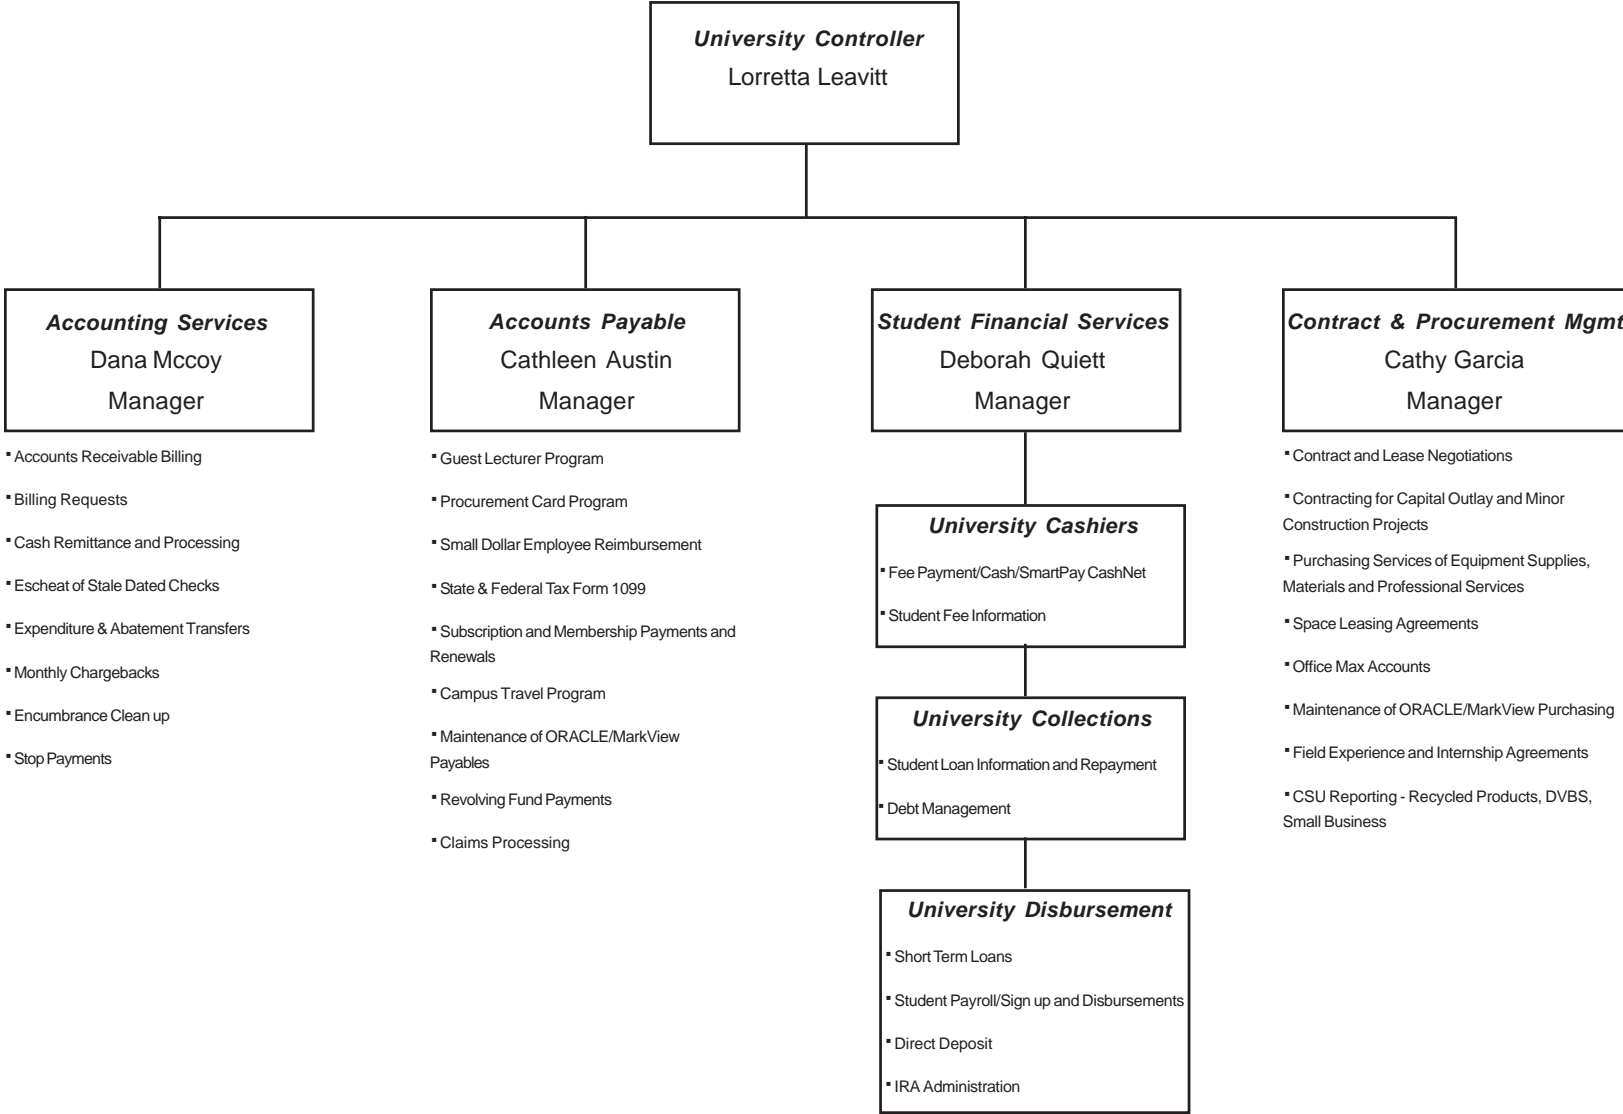 University Controller
Lorretta Leavitt
Accounting Services
Dana Mccoy
Manager
▪ Accounts Receivable Billing
▪ Billing Requests
▪ Cash Remittance and Processing
▪ Escheat of Stale Dated Checks
▪ Expenditure & Abatement Transfers
▪ Monthly Chargebacks
▪ Encumbrance Clean up
▪ Stop Payments
Accounts Payable
Cathleen Austin
Manager
▪ Guest Lecturer Program
▪ Procurement Card Program
▪ Small Dollar Employee Reimbursement
▪ State & Federal Tax Form 1099
▪ Subscription and Membership Payments and
Renewals
▪ Campus Travel Program
▪ Maintenance of ORACLE/MarkView
Payables
▪ Revolving Fund Payments
▪ Claims Processing
Student Financial Services
Deborah Quiett
Manager
University Cashiers
▪ Fee Payment/Cash/SmartPay CashNet
▪ Student Fee Information
University Collections
▪ Student Loan Information and Repayment
▪ Debt Management
University Disbursement
▪ Short Term Loans
▪ Student Payroll/Sign up and Disbursements
▪ Direct Deposit
▪ IRA Administration
Contract & Procurement Mgmt
Cathy Garcia
Manager
▪ Contract and Lease Negotiations
▪ Contracting for Capital Outlay and Minor
Construction Projects
▪ Purchasing Services of Equipment Supplies,
Materials and Professional Services
▪ Space Leasing Agreements
▪ Office Max Accounts
▪ Maintenance of ORACLE/MarkView Purchasing
▪ Field Experience and Internship Agreements
▪ CSU Reporting - Recycled Products, DVBS,
Small Business